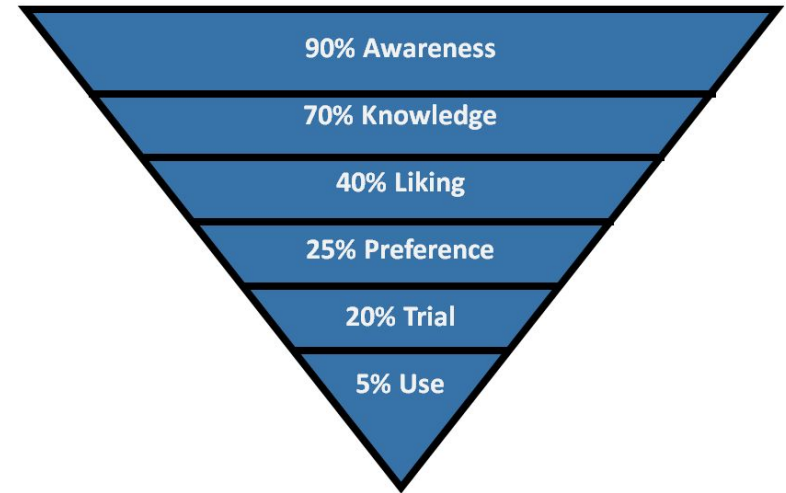 90% Awareness
70% Knowledge
40% Liking
25% Preference
20% Trial
5% Use